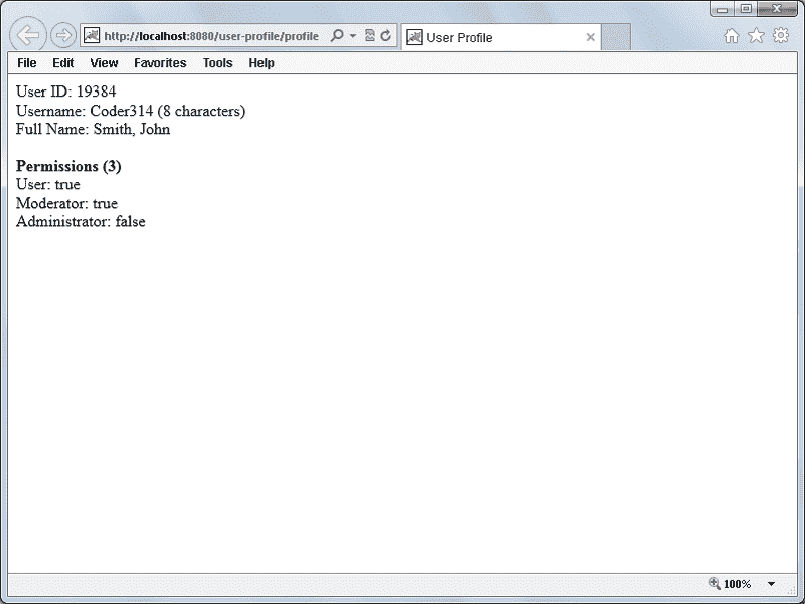 http://localhost:8080/user-profile/profile
User Profile
File Edit View Favorites Tools Help
User ID: 19384
Username: Coder314 (8 characters)
Full Name: Smith, John
Permissions (3)
User: true
Moderator: true
Administrator: false
100%